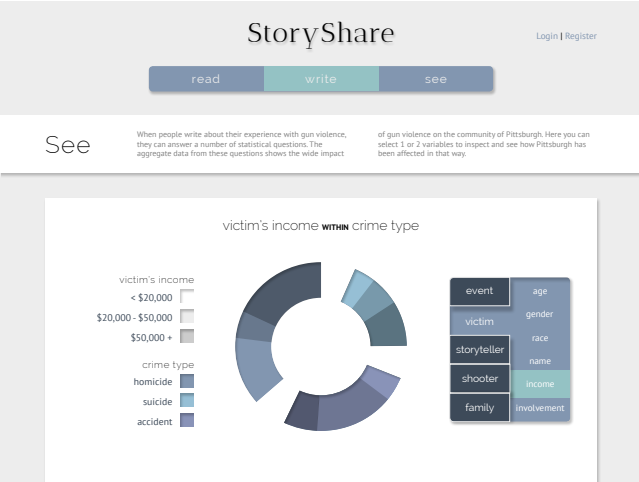 StoryShare
Login | Register
read write see
See
When people write about their experience with gun violence,
they can answer a number of statistical questions. The
aggregate data from these questions shows the wide impact
of gun violence on the community of Pittsburgh. Here you can
select 1 or 2 variables to inspect and see how Pittsburgh has
been affected in that way.
victim's income WITHIN crime type
victim's income
< $20,000
$20,000 - $50,000
$50,000 +
crime type
homicide
suicide
accident
event
victim
storyteller
shooter
family
age
gender
race
name
income
involvement